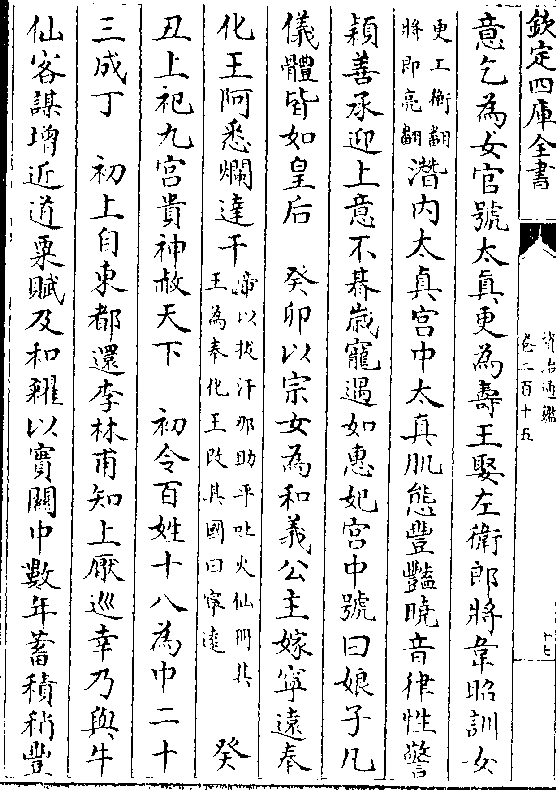 欽定四庫全書
資治通鑑
卷二百十五
十七
意乞為女官號太真更為壽王娶左衛郎將韋昭訓女
更工衡翻
將即亮翻
潛內太真宫中太真肌態豐豔曉音律性警
穎善承迎上意不朞歲寵遇如惠妃宫中號曰娘子凡
儀體皆如皇后　癸卯以宗女為和義公主嫁寧遠奉
化王阿悉爛達干
帝以拔汗那助平吐火仙冊其
王為奉化王改其國曰寧遠
癸
丑上祀九宫貴神赦天下　初令百姓十八為中二十
三成丁　初上自東都還李林甫知上厭巡幸乃與牛
仙客謀增近道粟賦及和糴以實關中數年蓄積稍豐